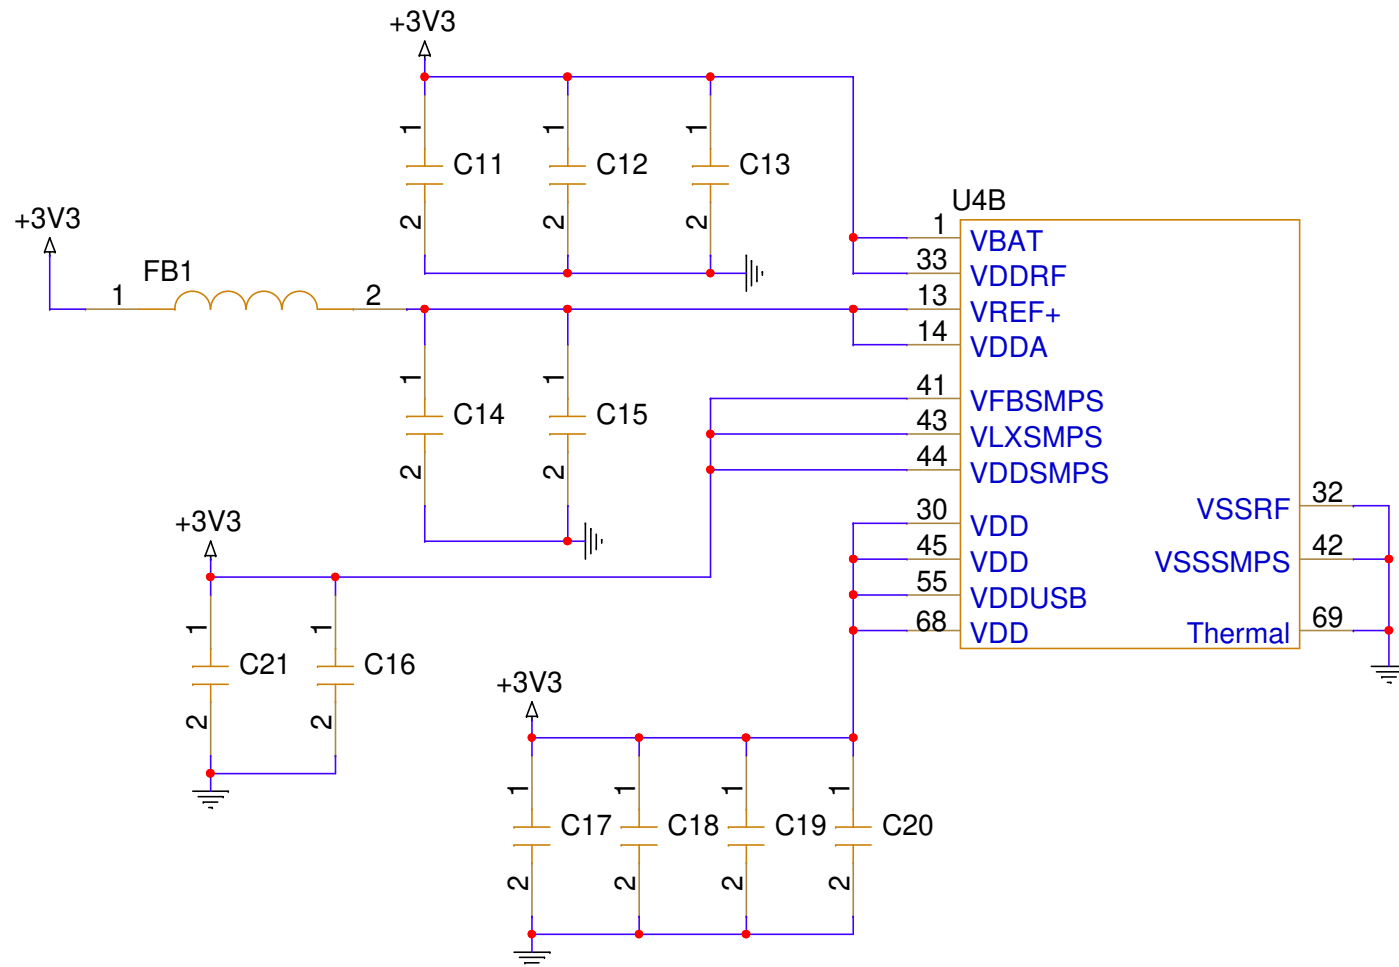 +3V3
1
C11
2
1
C12
2
1
C13
2
+3V3
1
FB1
2
1
C14
2
1
C15
2
+3V3
1
C21
2
1
C16
2
+3V3
1
C17
2
1
C18
2
1
C19
2
1
C20
2
U4B
1 VBAT
33 VDDRF
13 VREF+
14 VDDA
41 VFBSMPS
43 VLXSMPS
44 VDDSMPS
30 VDD
45 VDD
55 VDDUSB
68 VDD
VSSRF 32
VSSSMPS 42
Thermal 69